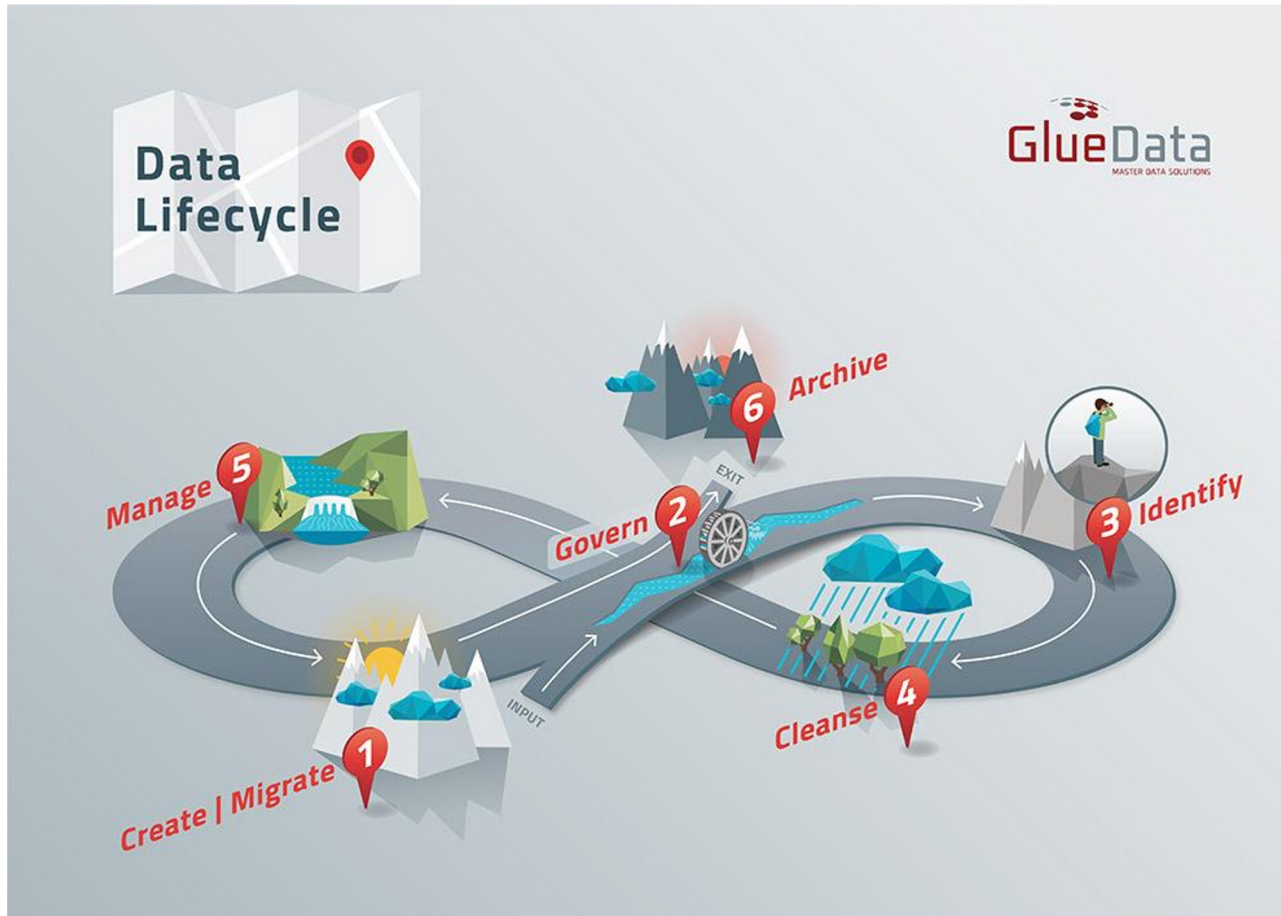 Data
Lifecycle
GlueData
MASTER DATA SOLUTIONS
6 Archive
EXIT
Manage 5
Govern 2
3 Identify
INPUT
Cleanse 4
Create | Migrate 1